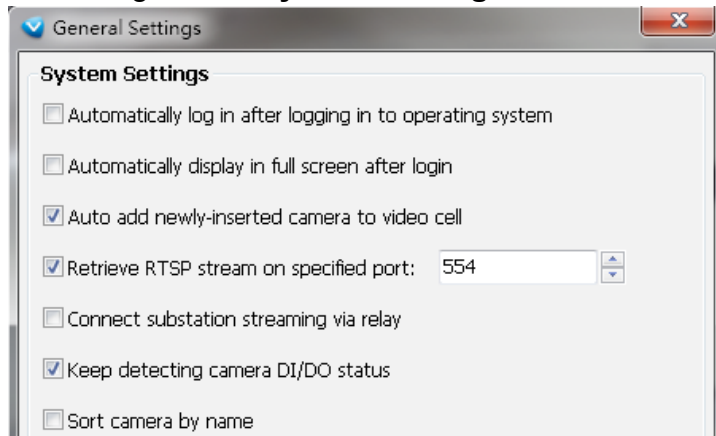 General Settings
System Settings
Automatically log in after logging in to operating system
Automatically display in full screen after login
Auto add newly-inserted camera to video cell
Retrieve RTSP stream on specified port: 554
Connect substation streaming via relay
Keep detecting camera DI/DO status
Sort camera by name